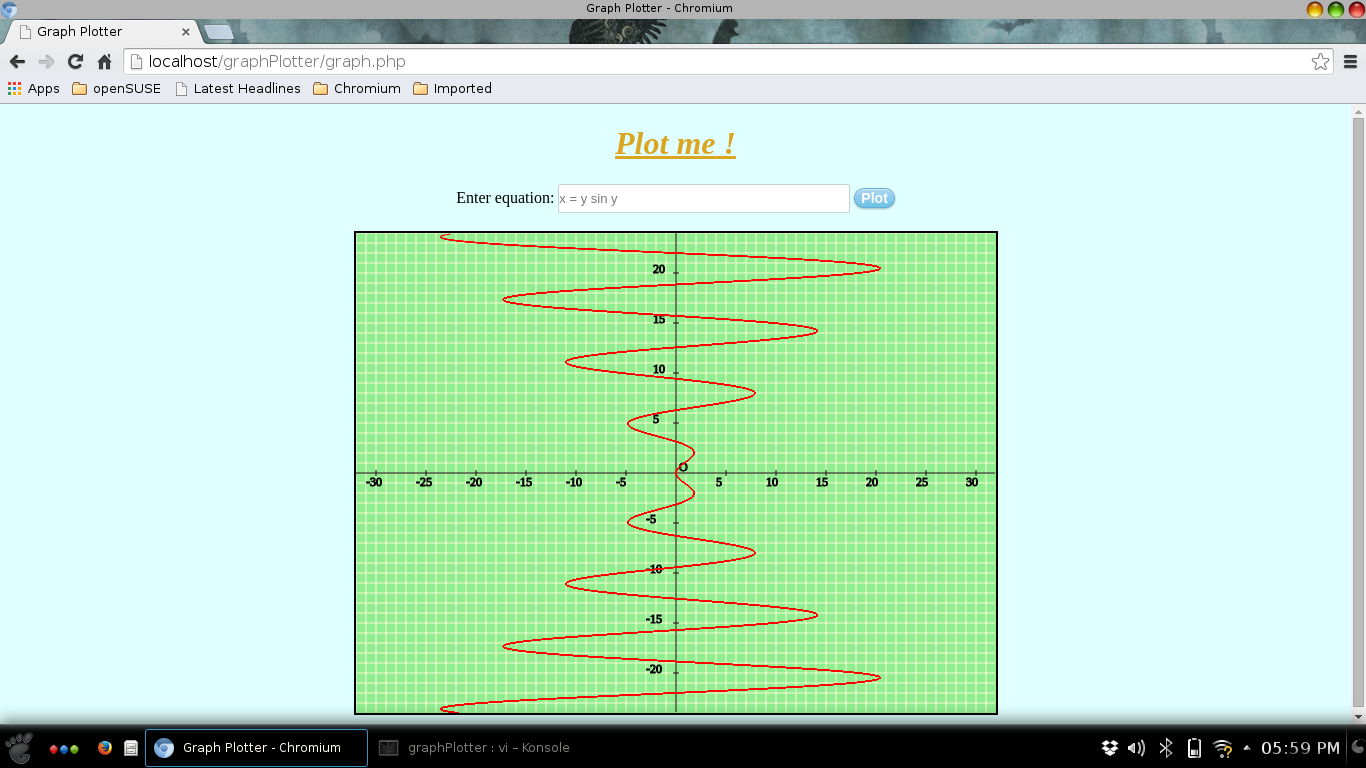 Graph Plotter - Chromium
Graph Plotter
localhost/graphPlotter/graph.php
Apps openSUSE Latest Headlines Chromium Imported
Plot me !
Enter equation: x = y sin y Plot
20
15
10
5
O
-30 -25 -20 -15 -10 -5 5 10 15 20 25 30
-5
-10
-15
-20
Graph Plotter - Chromium graphPlotter : vi – Konsole 05:59 PM